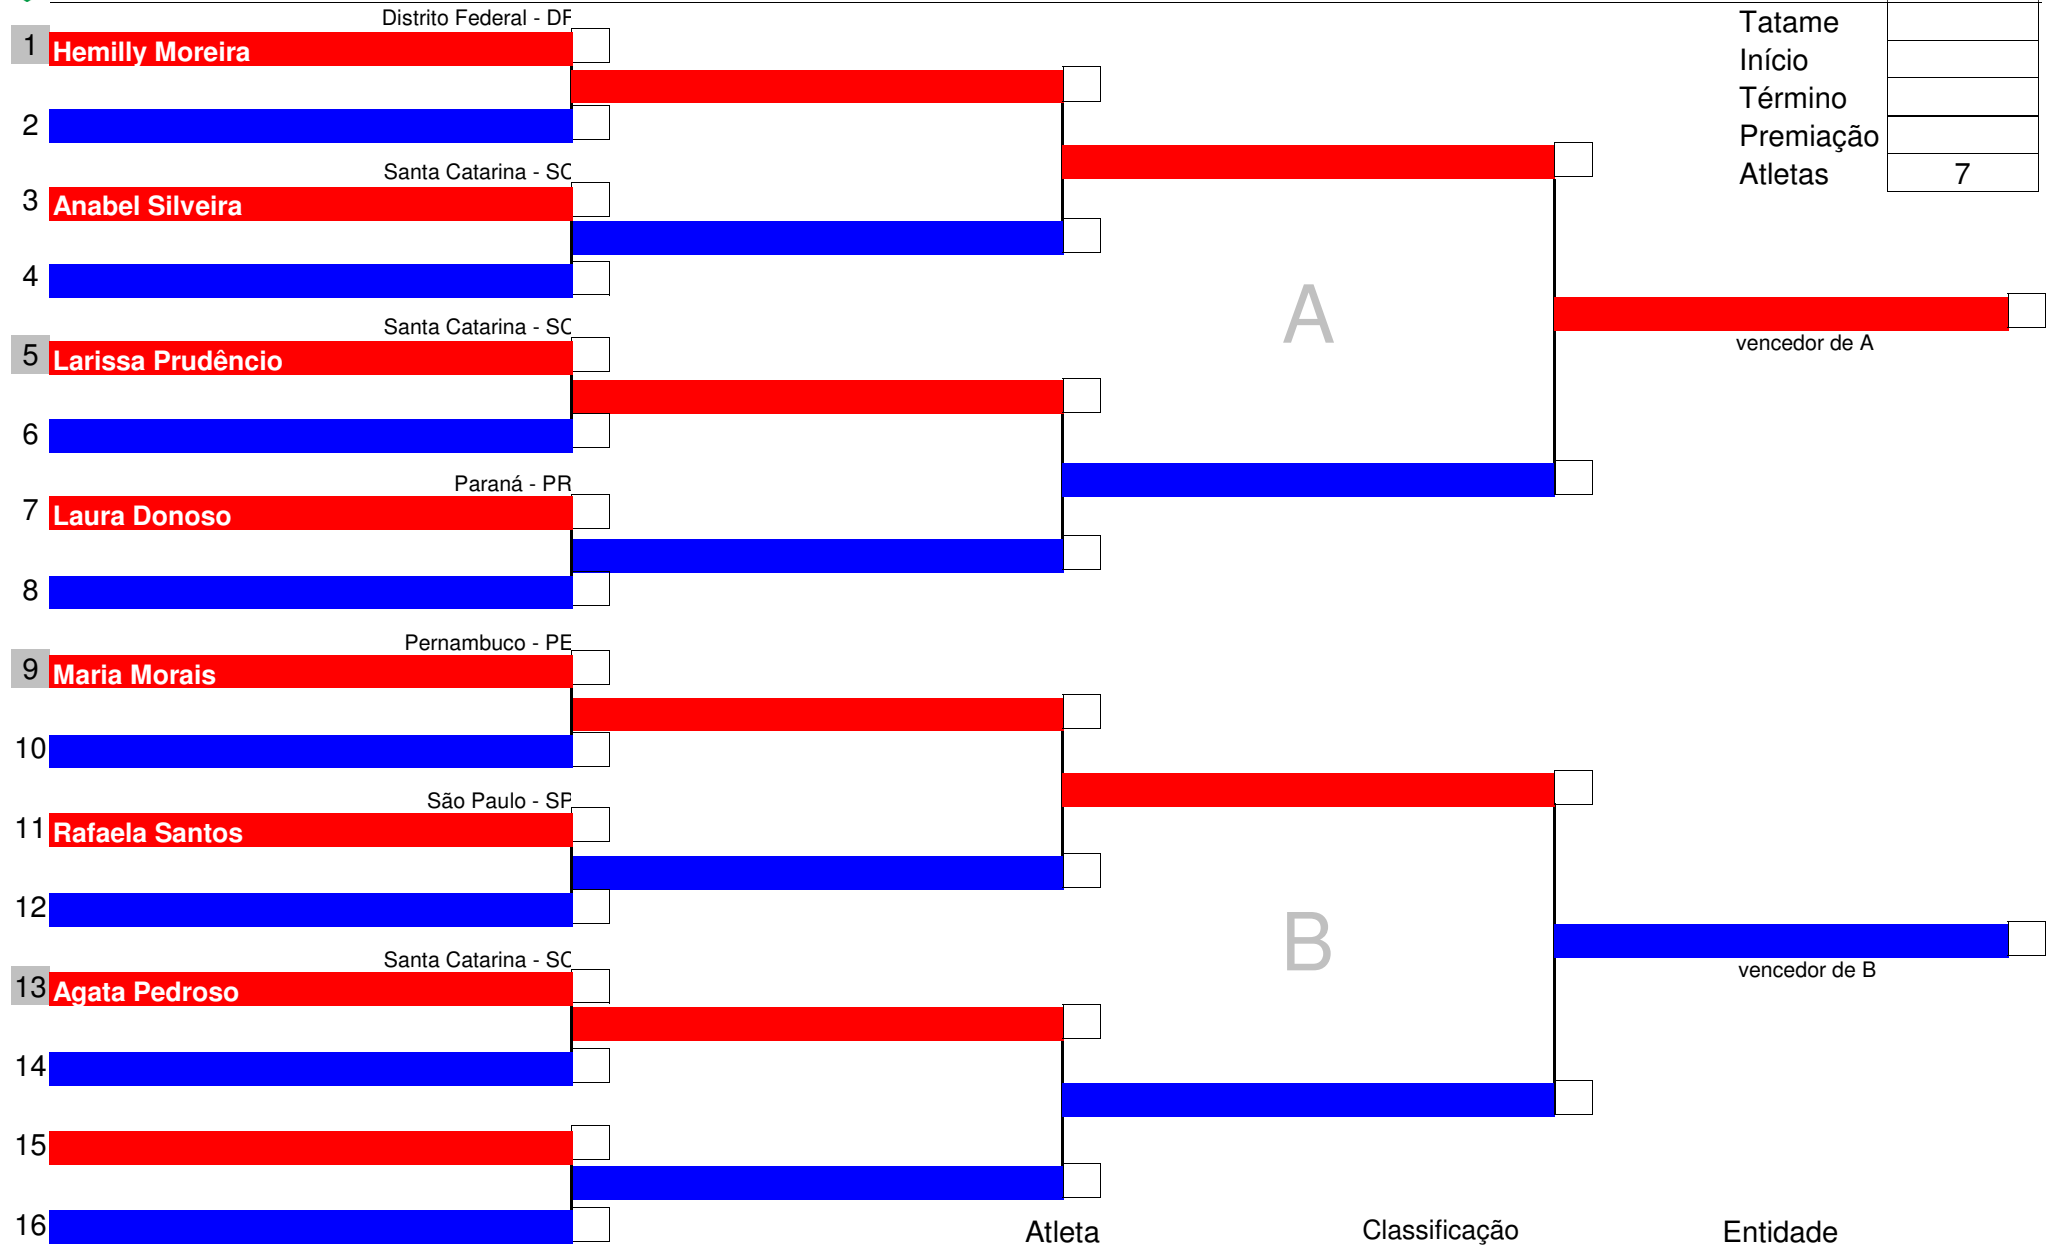 Distrito Federal - DF
Tatame
1 Hemilly Moreira
Início
Término
2
Premiação
Santa Catarina - SC
Atletas 7
3 Anabel Silveira
4
A
Santa Catarina - SC
vencedor de A
5 Larissa Prudêncio
6
Paraná - PR
7 Laura Donoso
8
Pernambuco - PE
9 Maria Morais
10
São Paulo - SP
11 Rafaela Santos
12
B
Santa Catarina - SC
vencedor de B
13 Agata Pedroso
14
15
16
Atleta Classificação Entidade